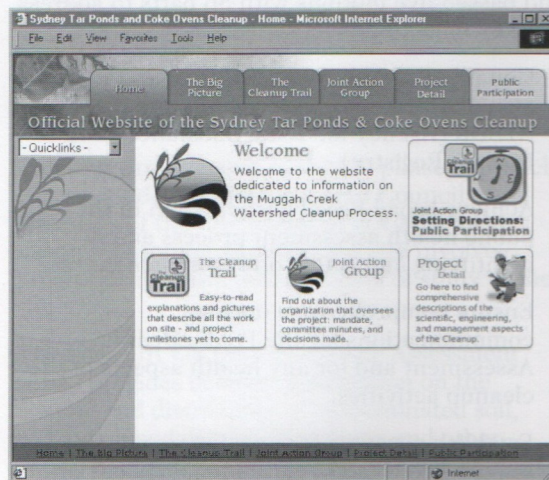 Sydney Tar Ponds and Coke Ovens Cleanup - Home - Microsoft Internet Explorer
File Edit View Favorites Tools Help
Home
The Big
Picture
The
Cleanup Trail
Joint Action
Group
Project
Detail
Public
Participation
Official Website of the Sydney Tar Ponds & Coke Ovens Cleanup
- Quicklinks -
Welcome
Welcome to the website
dedicated to information on
the Muggah Creek
Watershed Cleanup Process.
Trail
Joint Action Group
Setting Directions:
Public Participation
The Cleanup
Trail
Cleanup
Trail
Easy-to-read
explanations and pictures
that describe all the work
on site - and project
milestones yet to come.
Joint Action
Group
Find out about the
organization that oversees
the project: mandate,
committee minutes, and
decisions made.
Project
Detail
Go here to find
comprehensive
descriptions of the
scientific, engineering,
and management aspects
of the Cleanup.
Home | The Big Picture | The Cleanup Trail | Joint Action Group | Project Detail | Public Participation
Internet